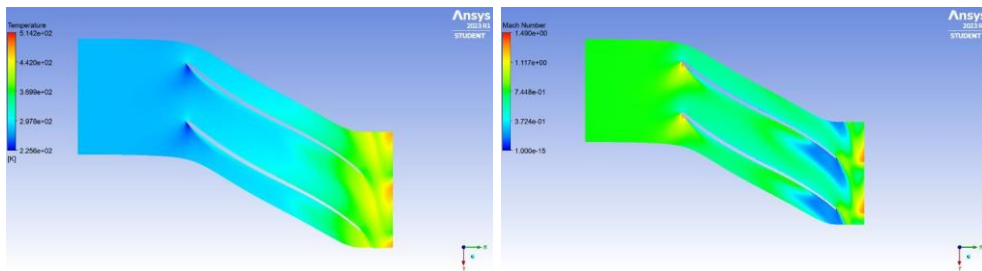 Ansys
2023 R1
STUDENT
Temperature
5.142e+02
4.420e+02
3.699e+02
2.978e+02
2.256e+02
[K]
Ansys
2023 R1
STUDENT
Mach Number
1.490e+00
1.117e+00
7.448e-01
3.724e-01
1.000e-15